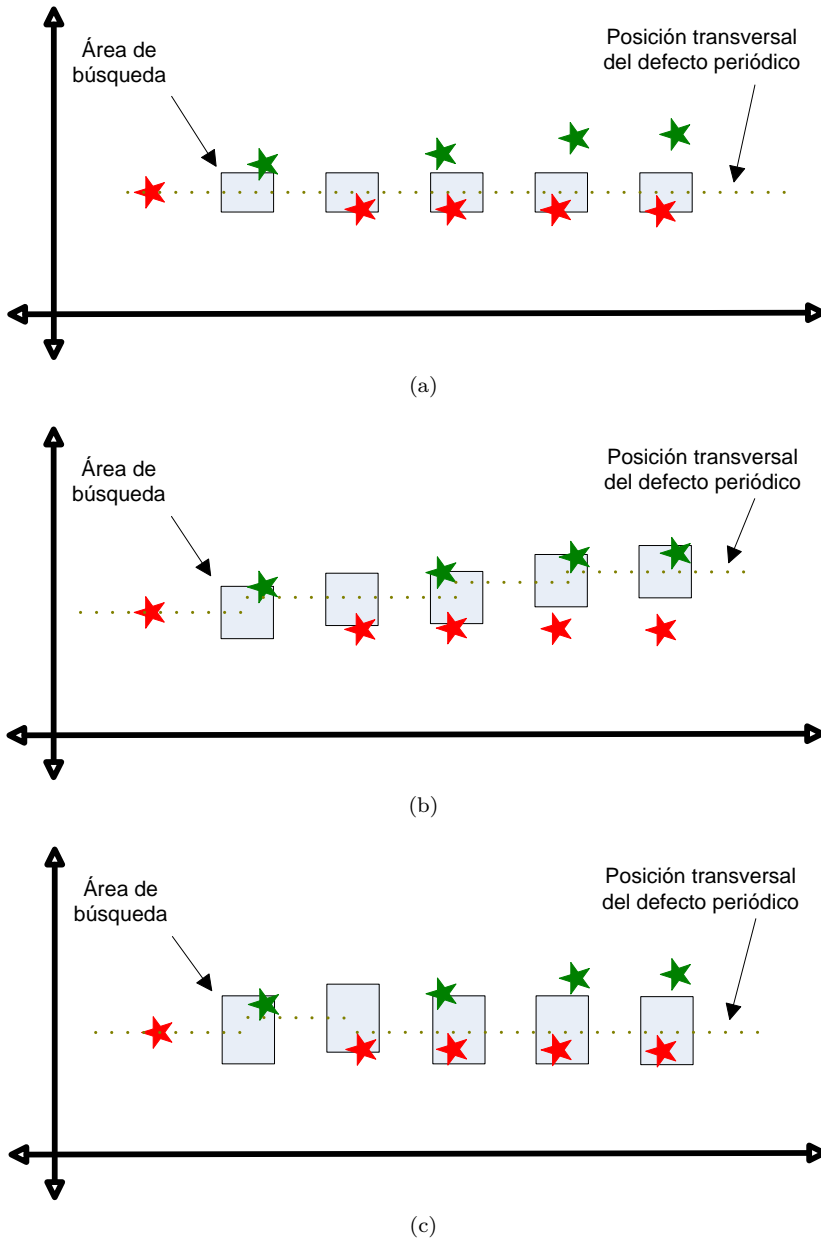 Área de
búsqueda
Posición transversal
del defecto periódico
(a)
Área de
búsqueda
Posición transversal
del defecto periódico
(b)
Área de
búsqueda
Posición transversal
del defecto periódico
(c)